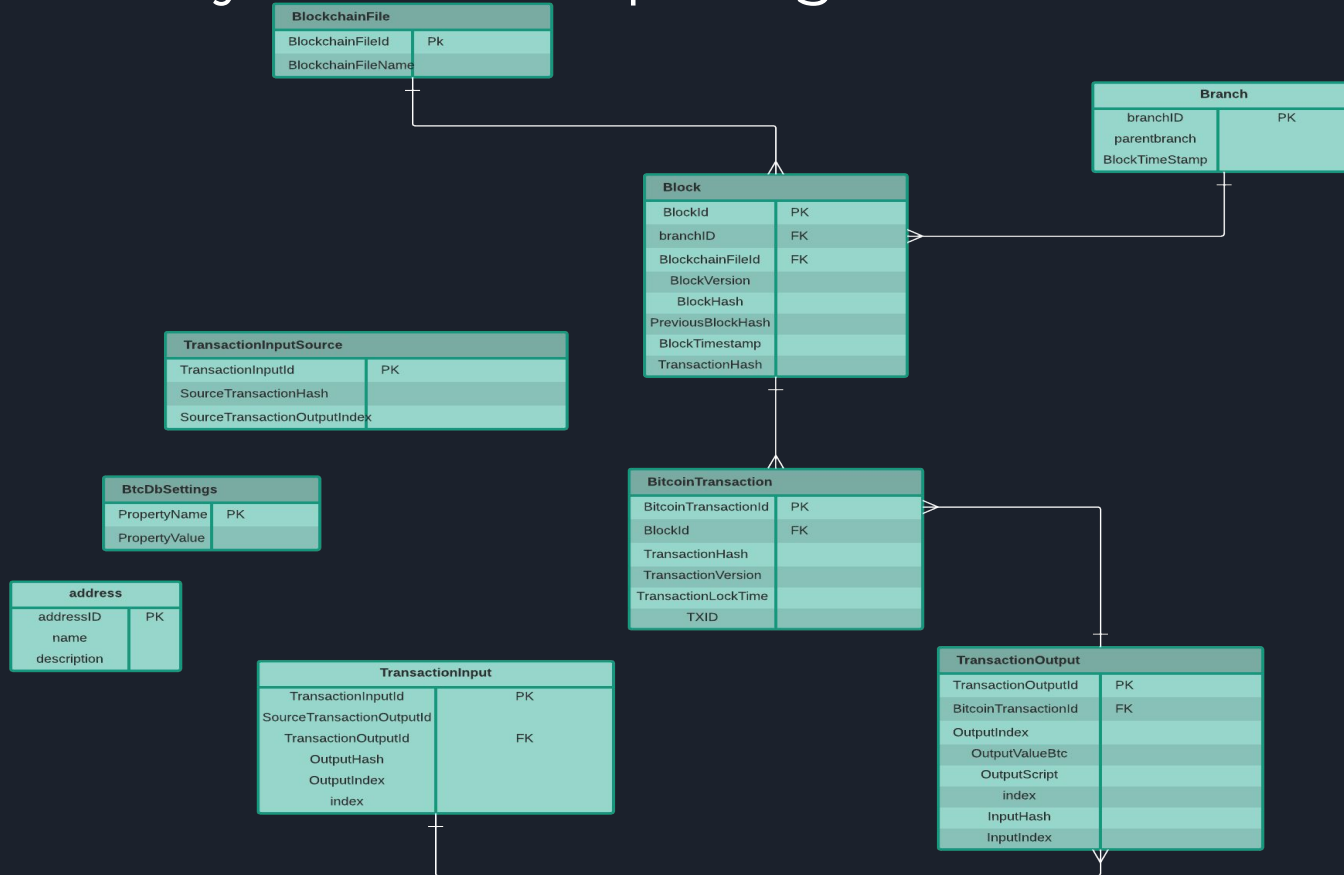 BlockchainFile
BlockchainFileId Pk
BlockchainFileName
Branch
branchID PK
parentbranch
BlockTimeStamp
Block
BlockId PK
branchID FK
BlockchainFileId FK
BlockVersion
BlockHash
PreviousBlockHash
BlockTimestamp
TransactionHash
TransactionInputSource
TransactionInputId PK
SourceTransactionHash
SourceTransactionOutputIndex
BtcDbSettings
PropertyName PK
PropertyValue
BitcoinTransaction
BitcoinTransactionId PK
BlockId FK
TransactionHash
TransactionVersion
TransactionLockTime
TXID
address
addressID PK
name
description
TransactionInput
TransactionInputId PK
SourceTransactionOutputId
TransactionOutputId FK
OutputHash
OutputIndex
index
TransactionOutput
TransactionOutputId PK
BitcoinTransactionId FK
OutputIndex
OutputValueBtc
OutputScript
index
InputHash
InputIndex